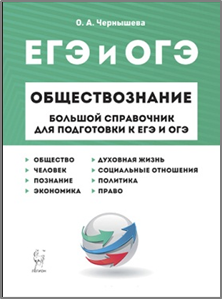 О. А. Чернышева
ЕГЭ и ОГЭ
ОБЩЕСТВОЗНАНИЕ
БОЛЬШОЙ СПРАВОЧНИК
ДЛЯ ПОДГОТОВКИ К ЕГЭ И ОГЭ
• ОБЩЕСТВО
• ЧЕЛОВЕК
• ПОЗНАНИЕ
• ЭКОНОМИКА
• ДУХОВНАЯ ЖИЗНЬ
• СОЦИАЛЬНЫЕ ОТНОШЕНИЯ
• ПОЛИТИКА
• ПРАВО
ЛЕГИОН